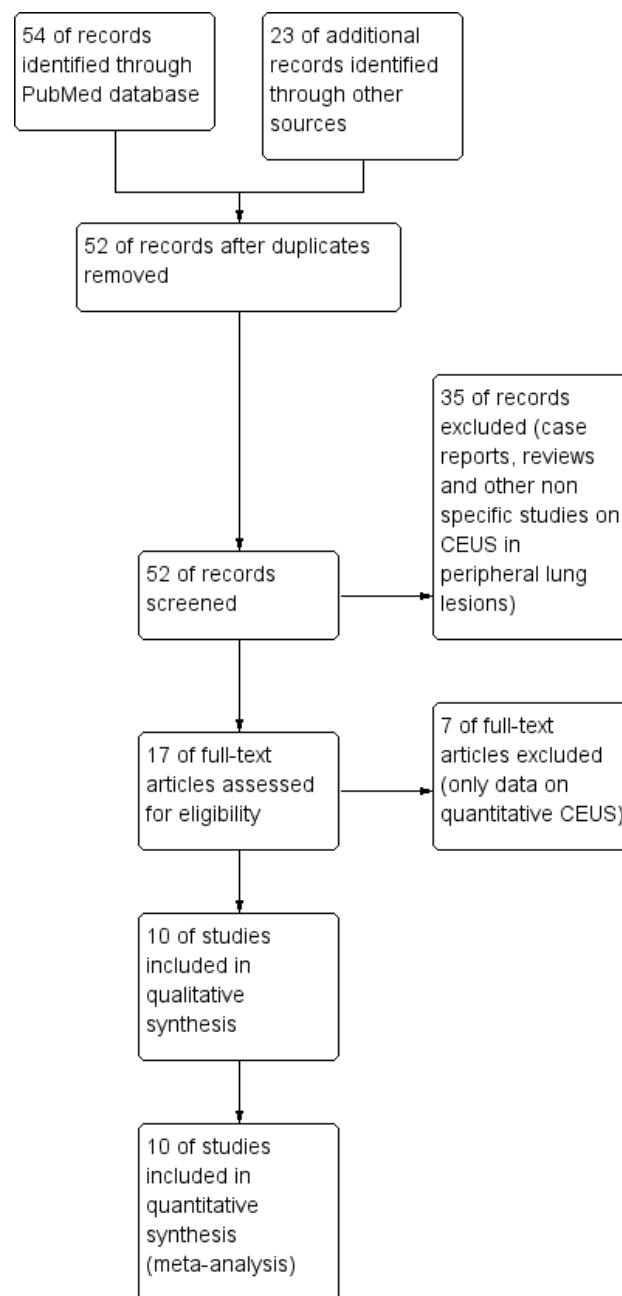 54 of records
identified through
PubMed database
23 of additional
records identified
through other
sources
52 of records after duplicates
removed
35 of records
excluded (case
reports, reviews
and other non
specific studies on
CEUS in
peripheral lung
lesions)
52 of records
screened
17 of full-text
articles assessed
for eligibility
7 of full-text
articles excluded
(only data on
quantitative CEUS)
10 of studies
included in
qualitative
synthesis
10 of studies
included in
quantitative
synthesis
(meta-analysis)